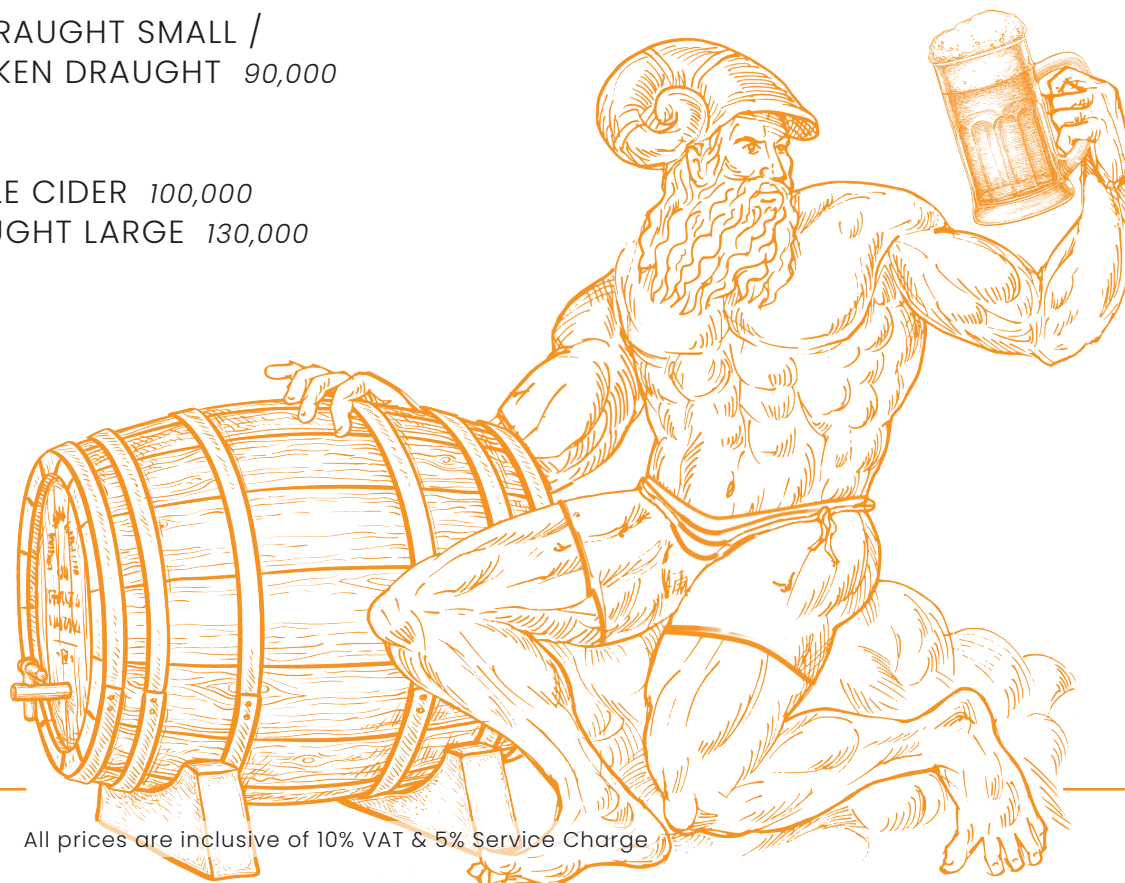 RAUGHT SMALL /
KEN DRAUGHT 90,000
LE CIDER 100,000
UGHT LARGE 130,000
All prices are inclusive of 10% VAT & 5% Service Charge